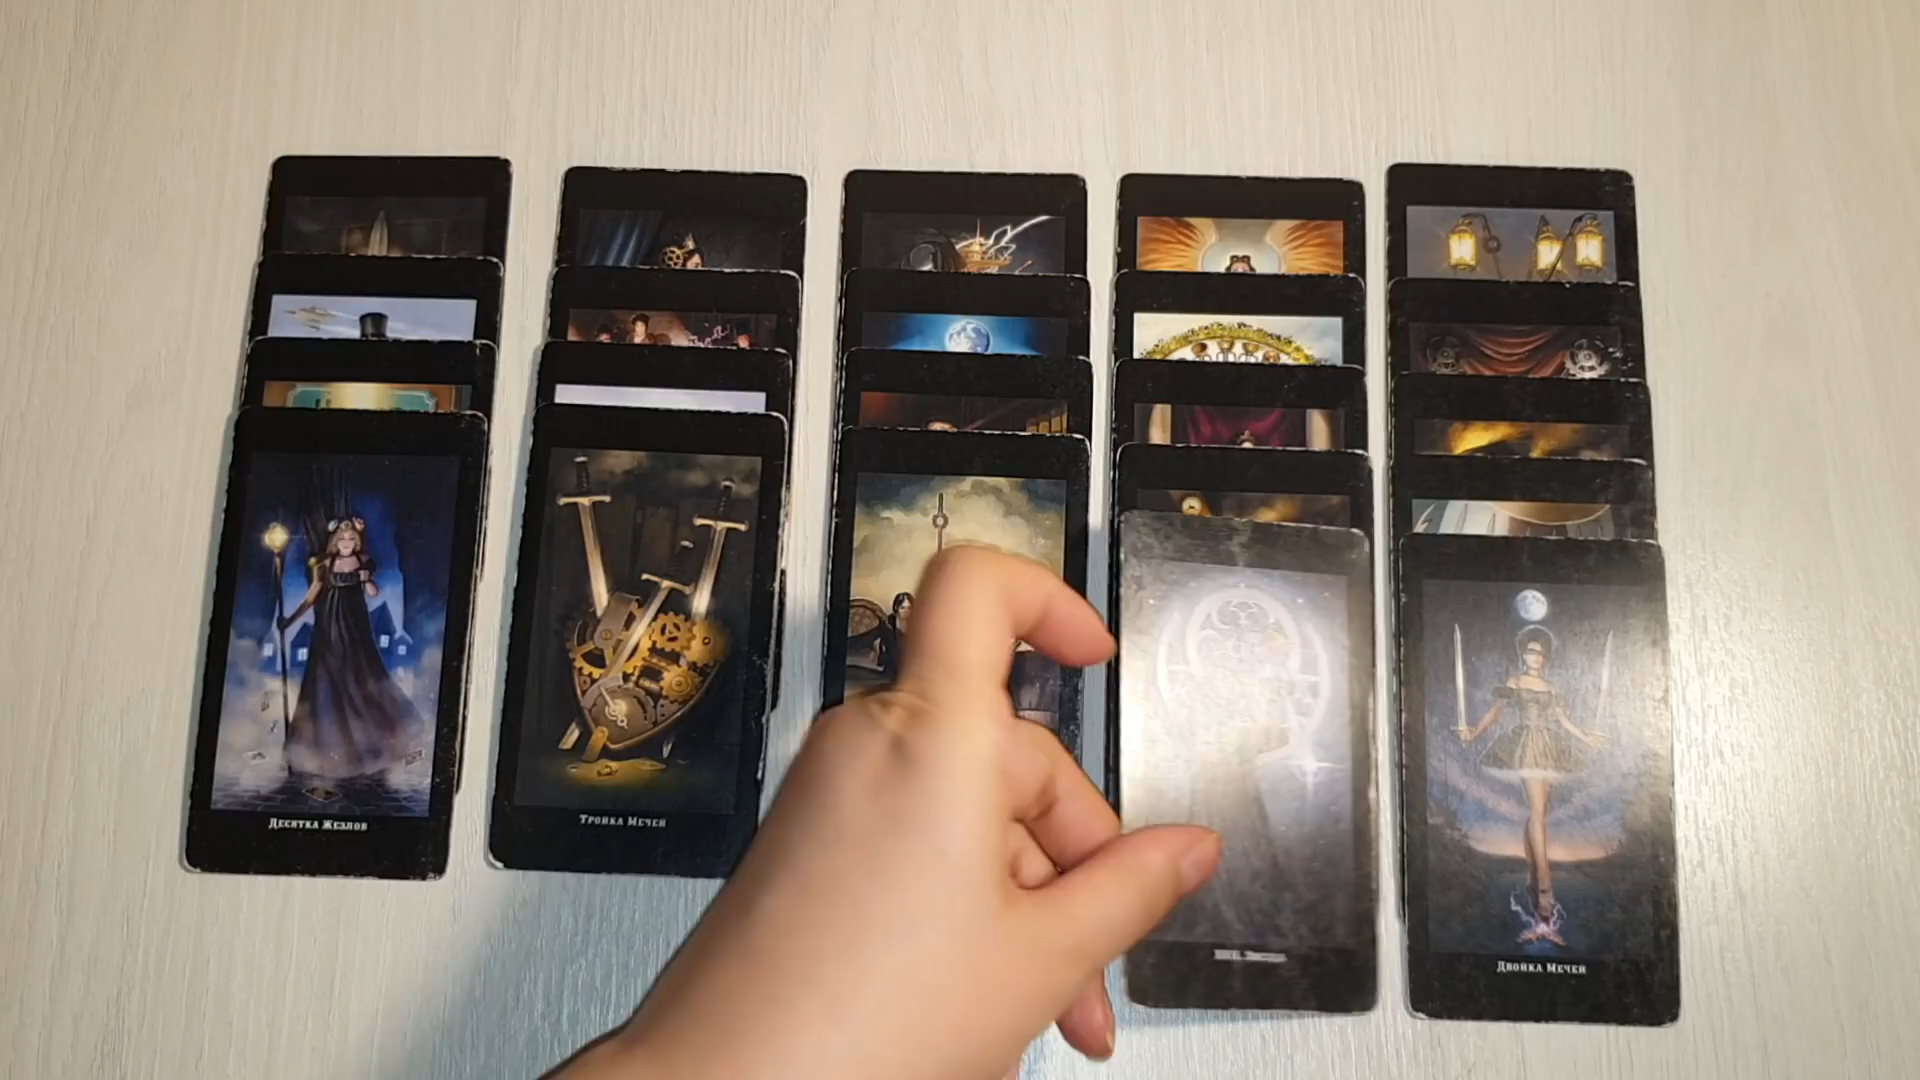 Десятка Жезлов
Тройка Мечей
Двойка Мечей